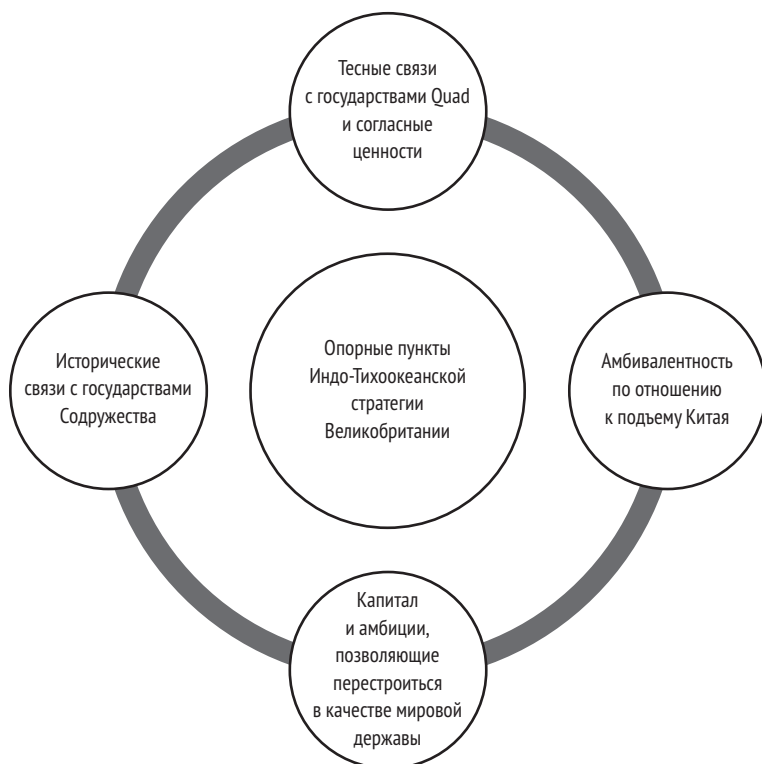 Тесные связи
с государствами Quad
и согласные
ценности
Исторические
связи с государствами
Содружества
Опорные пункты
Индо-Тихоокеанской
стратегии
Великобритании
Амбивалентность
по отношению
к подъему Китая
Капитал
и амбиции,
позволяющие
перестроиться
в качестве мировой
державы